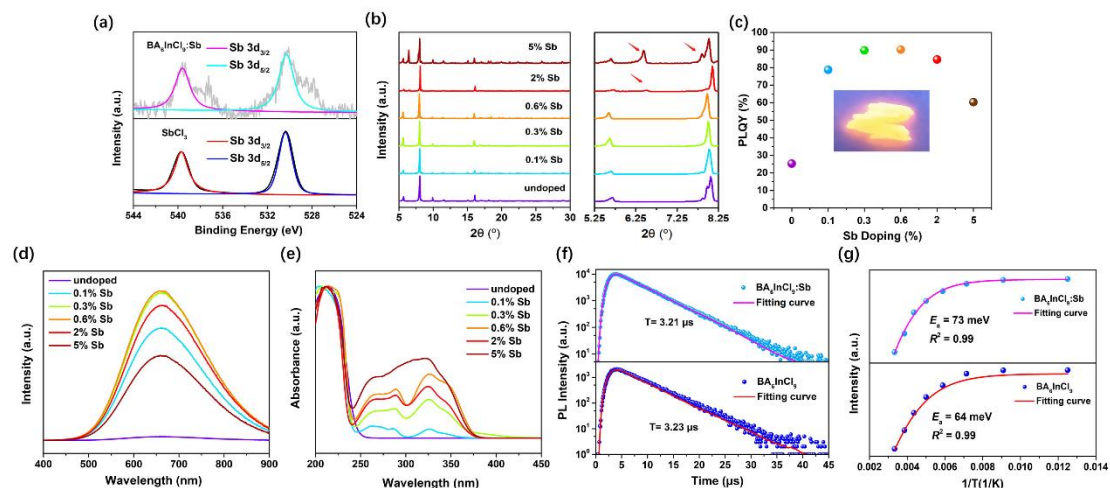 (a)
BA₆InCl₉:Sb
Sb 3d₃/₂
Sb 3d₅/₂
SbCl₃
Sb 3d₃/₂
Sb 3d₅/₂
Intensity (a.u.)
544 540 536 532 528 524
Binding Energy (eV)
(b)
5% Sb
2% Sb
0.6% Sb
0.3% Sb
0.1% Sb
undoped
Intensity (a.u.)
5 10 15 20 25 30
2θ (°)
5.25 6.25 7.25 8.25
2θ (°)
(c)
PLQY (%)
100
90
80
70
60
50
40
30
20
10
0
0 0.1 0.3 0.6 2 5
Sb Doping (%)
(d)
undoped
0.1% Sb
0.3% Sb
0.6% Sb
2% Sb
5% Sb
Intensity (a.u.)
400 500 600 700 800 900
Wavelength (nm)
(e)
undoped
0.1% Sb
0.3% Sb
0.6% Sb
2% Sb
5% Sb
Absorbance (a.u.)
200 250 300 350 400 450
Wavelength (nm)
(f)
10⁴
10³
10²
10¹
BA₆InCl₉:Sb
Fitting curve
T= 3.21 μs
10⁴
10³
10²
10¹
BA₆InCl₉
Fitting curve
T= 3.23 μs
PL Intensity (a.u.)
0 5 10 15 20 25 30 35 40 45
Time (μs)
(g)
BA₆InCl₉:Sb
Fitting curve
Eₐ = 73 meV
R² = 0.99
BA₆InCl₉
Fitting curve
Eₐ = 64 meV
R² = 0.99
Intensity (a.u.)
0.002 0.004 0.006 0.008 0.010 0.012 0.014
1/T(1/K)